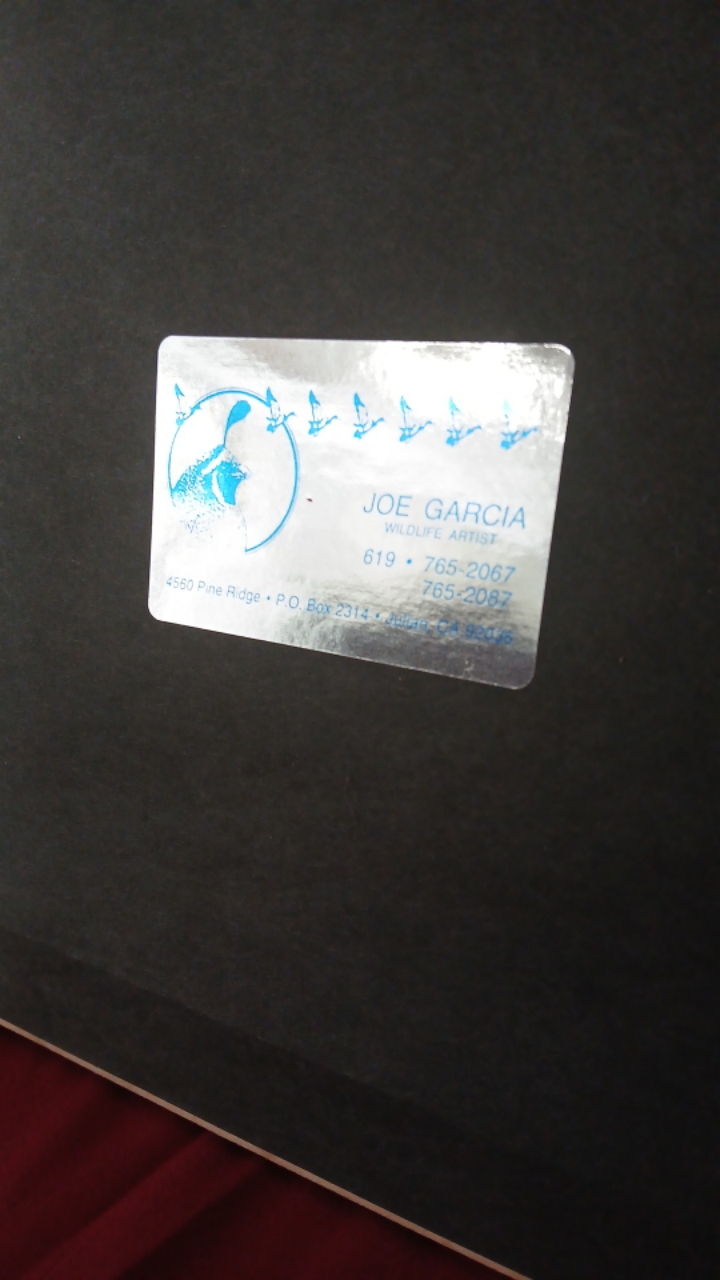 JOE GARCIA
WILDLIFE ARTIST
619 • 765-2067
765-2087
4560 Pine Ridge • P.O. Box 2314 • Julian, CA 92036